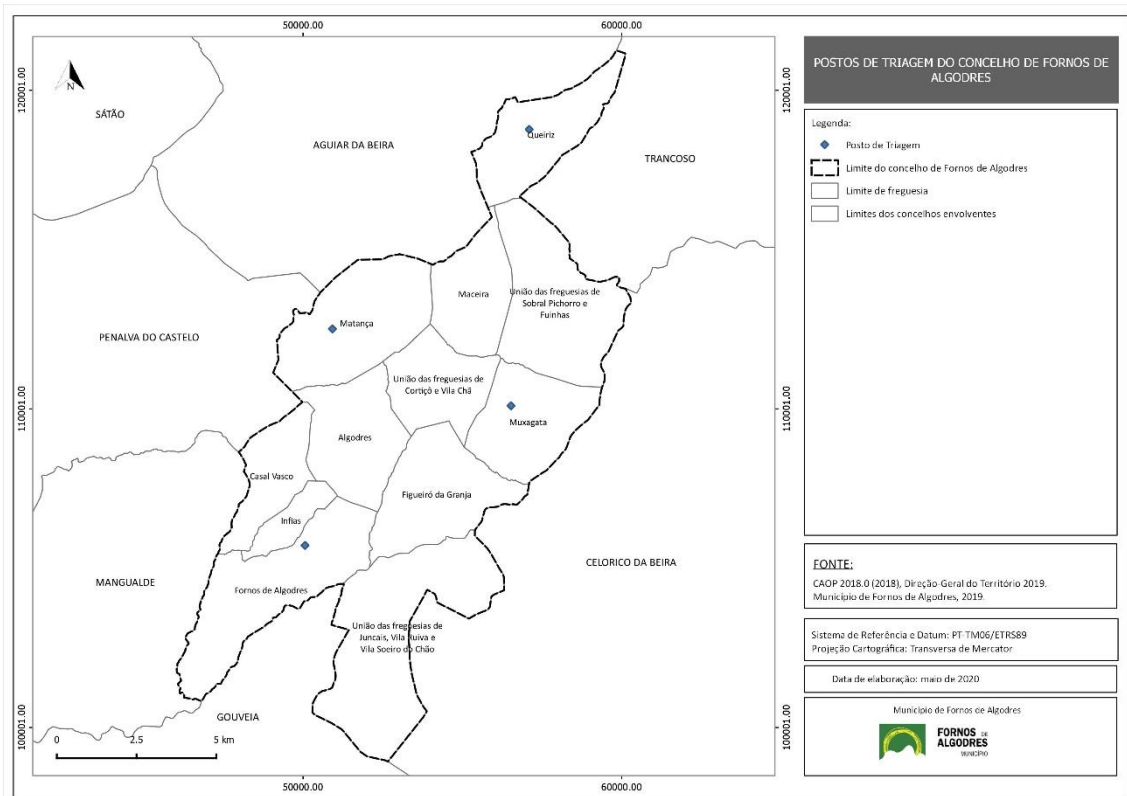 50000.00
60000.00
120001.00
120001.00
110001.00
110001.00
100001.00
100001.00
50000.00
60000.00
N
SÁTÃO
AGUIAR DA BEIRA
TRANCOSO
PENALVA DO CASTELO
MANGUALDE
GOUVEIA
CELORICO DA BEIRA
Queiriz
Maceira
União das freguesias de
Sobral Pichorro e
Fuinhas
Matança
União das freguesias de
Cortiçô e Vila Chã
Muxagata
Algodres
Casal Vasco
Figueiró da Granja
Infias
Fornos de Algodres
União das freguesias de
Juncais, Vila Ruiva e
Vila Soeiro do Chão
0 2.5 5 km
POSTOS DE TRIAGEM DO CONCELHO DE FORNOS DE
ALGODRES
Legenda:
Posto de Triagem
Limite do concelho de Fornos de Algodres
Limite de freguesia
Limites dos concelhos envolventes
FONTE:
CAOP 2018.0 (2018), Direção-Geral do Território 2019.
Município de Fornos de Algodres, 2019.
Sistema de Referência e Datum: PT-TM06/ETRS89
Projeção Cartográfica: Transversa de Mercator
Data de elaboração: maio de 2020
Município de Fornos de Algodres
FORNOS DE
ALGODRES
MUNICÍPIO